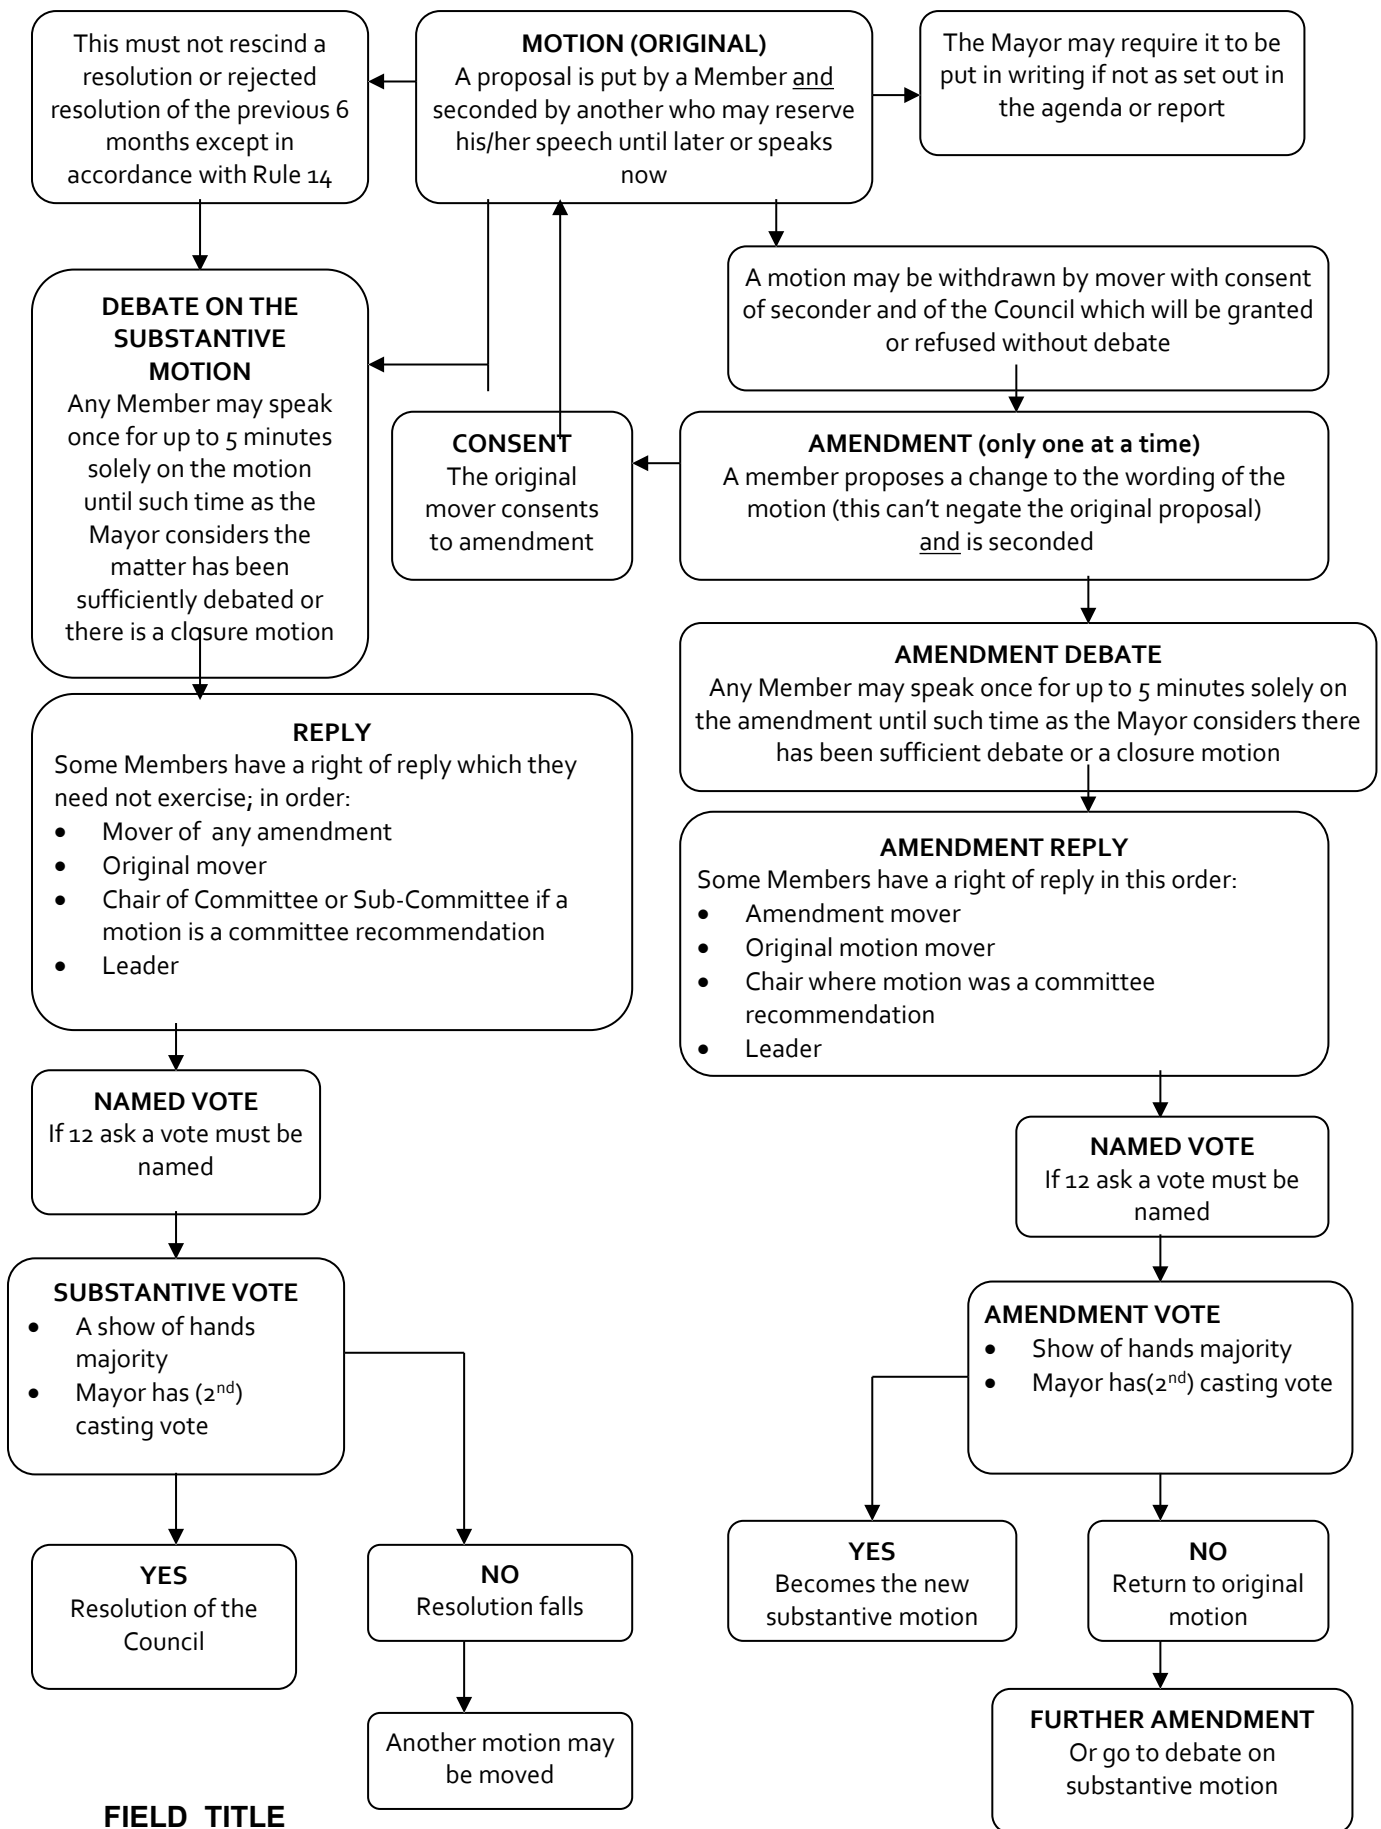 This must not rescind a
resolution or rejected
resolution of the previous 6
months except in
accordance with Rule 14
MOTION (ORIGINAL)
A proposal is put by a Member and
seconded by another who may reserve
his/her speech until later or speaks
now
The Mayor may require it to be
put in writing if not as set out in
the agenda or report
A motion may be withdrawn by mover with consent
of seconder and of the Council which will be granted
or refused without debate
DEBATE ON THE
SUBSTANTIVE
MOTION
Any Member may speak
once for up to 5 minutes
solely on the motion
until such time as the
Mayor considers the
matter has been
sufficiently debated or
there is a closure motion
CONSENT
The original
mover consents
to amendment
AMENDMENT (only one at a time)
A member proposes a change to the wording of the
motion (this can't negate the original proposal)
and is seconded
AMENDMENT DEBATE
Any Member may speak once for up to 5 minutes solely on
the amendment until such time as the Mayor considers there
has been sufficient debate or a closure motion
REPLY
Some Members have a right of reply which they
need not exercise; in order:
• Mover of any amendment
• Original mover
• Chair of Committee or Sub-Committee if a
motion is a committee recommendation
• Leader
AMENDMENT REPLY
Some Members have a right of reply in this order:
• Amendment mover
• Original motion mover
• Chair where motion was a committee
recommendation
• Leader
NAMED VOTE
If 12 ask a vote must be
named
NAMED VOTE
If 12 ask a vote must be
named
SUBSTANTIVE VOTE
• A show of hands
majority
• Mayor has (2nd)
casting vote
AMENDMENT VOTE
• Show of hands majority
• Mayor has(2nd) casting vote
YES
Resolution of the
Council
NO
Resolution falls
YES
Becomes the new
substantive motion
NO
Return to original
motion
Another motion may
be moved
FURTHER AMENDMENT
Or go to debate on
substantive motion
FIELD TITLE